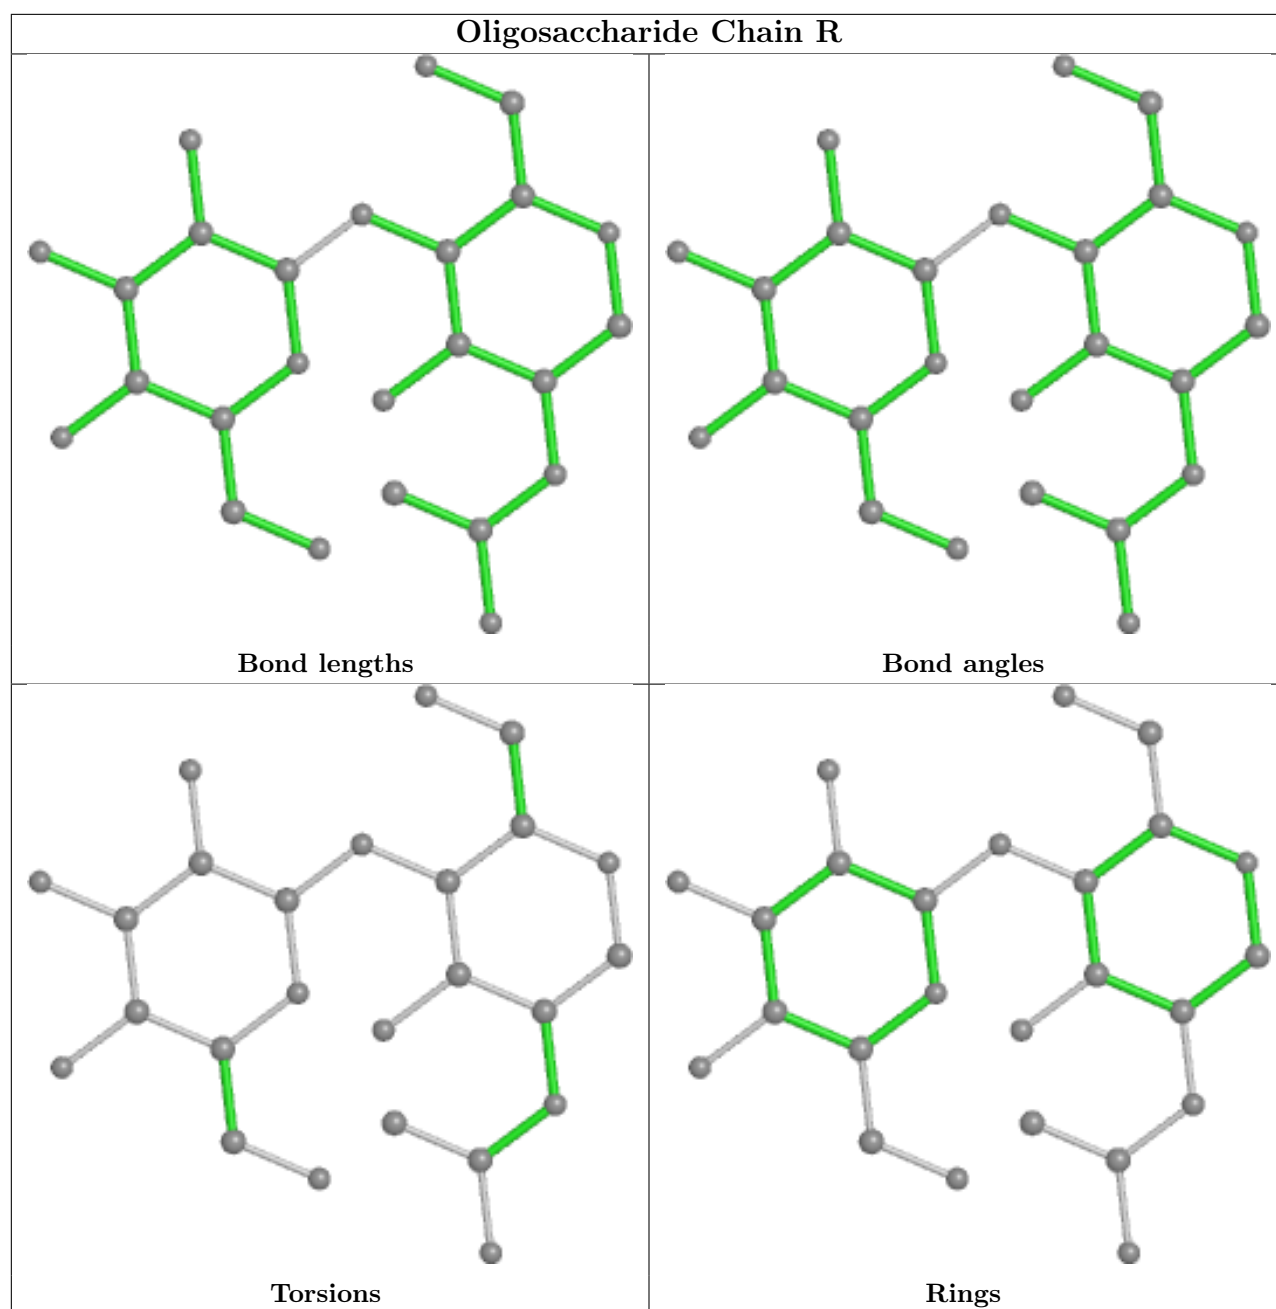 Oligosaccharide Chain R
Bond lengths
Bond angles
Torsions
Rings